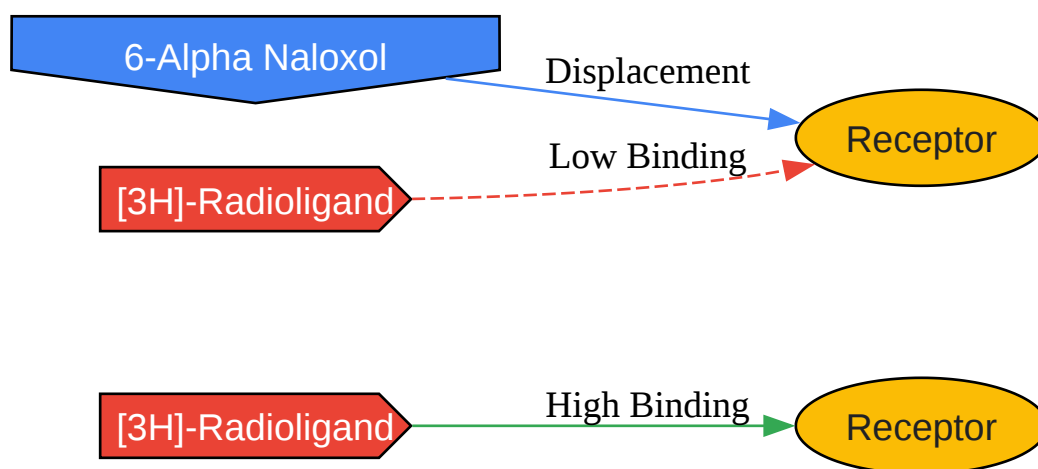 6-Alpha Naloxol
Displacement
Receptor
Low Binding
[3H]-Radioligand
High Binding
[3H]-Radioligand
Receptor